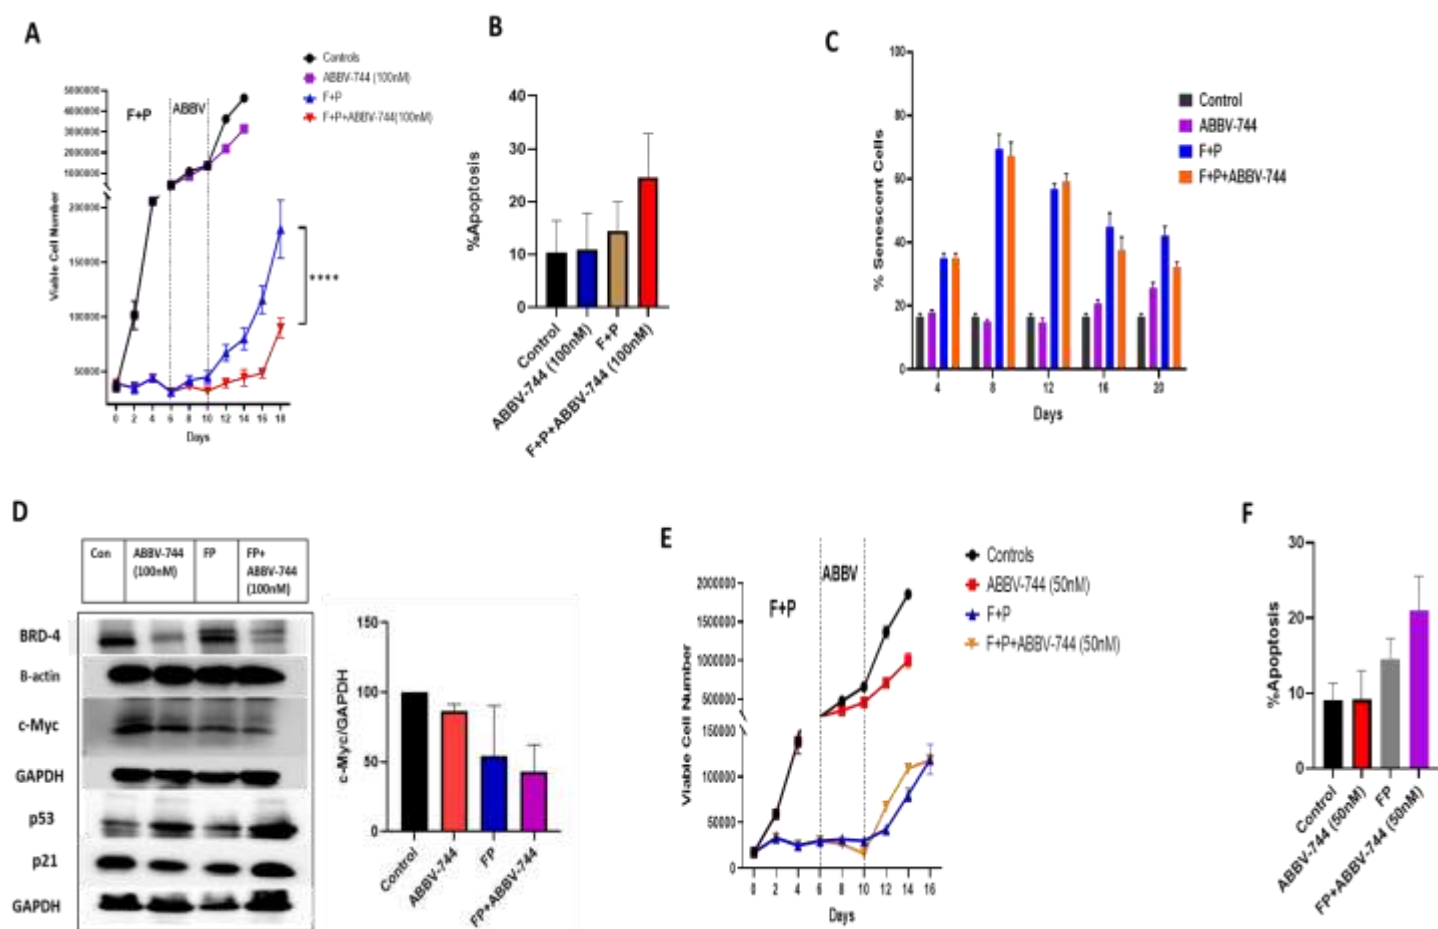 A
Controls
ABBV-744 (100nM)
F+P
F+P+ABBV-744(100nM)
F+P
ABBV
5000000
4000000
3000000
2000000
1000000
200000
150000
100000
50000
Viable Cell Number
****
0 2 4 6 8 10 12 14 16 18
Days
B
40
30
20
10
0
%Apoptosis
Control
ABBV-744 (100nM)
F+P
F+P+ABBV-744 (100nM)
C
100
80
60
40
20
0
% Senescent Cells
Control
ABBV-744
F+P
F+P+ABBV-744
4 8 12 16 20
Days
D
Con
ABBV-744
(100nM)
FP
FP+
ABBV-744
(100nM)
BRD-4
B-actin
c-Myc
GAPDH
p53
p21
GAPDH
150
100
50
0
c-Myc/GAPDH
Control
ABBV-744
FP
FP+ABBV-744
E
F+P
ABBV
Controls
ABBV-744 (50nM)
F+P
F+P+ABBV-744 (50nM)
2000000
1500000
1000000
500000
150000
100000
50000
0
Viable Cell Number
0 2 4 6 8 10 12 14 16
Days
F
30
20
10
0
%Apoptosis
Control
ABBV-744 (50nM)
FP
FP+ABBV-744 (50nM)